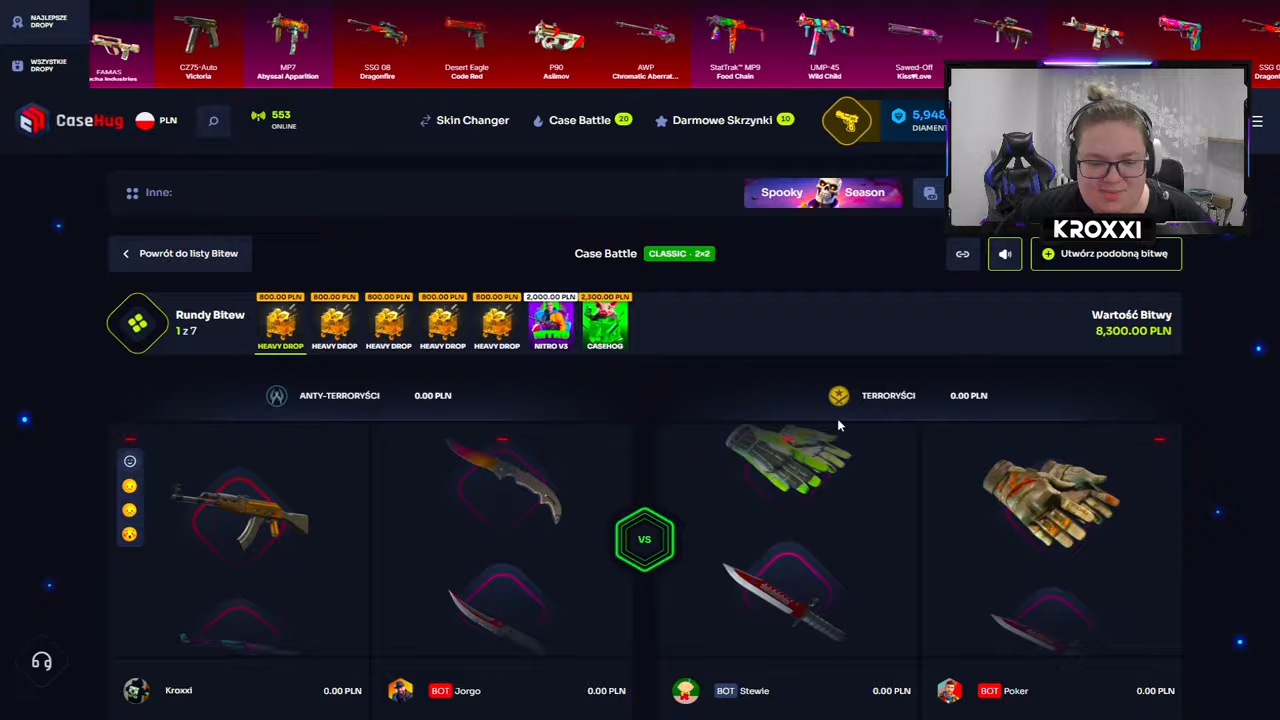 NAJLEPSZE
DROPY
WSZYSTKIE
DROPY
FAMAS
CZ75-Auto
Victoria
MP7
Abyssal Apparition
SSG 08
Dragonfire
Desert Eagle
Code Red
P90
Asiimov
AWP
Chromatic Aberrat...
StatTrak™ MP9
Food Chain
UMP-45
Wild Child
Sawed-Off
Kiss♥Love
CaseHug
PLN
553
ONLINE
Skin Changer
Case Battle 20
Darmowe Skrzynki 10
5,948
DIAMENT
Inne:
Spooky Season
KROXXI
Powrót do listy Bitew
Case Battle
CLASSIC · 2×2
Utwórz podobną bitwę
Rundy Bitew
1 z 7
800.00 PLN
HEAVY DROP
800.00 PLN
HEAVY DROP
800.00 PLN
HEAVY DROP
800.00 PLN
HEAVY DROP
800.00 PLN
HEAVY DROP
2,000.00 PLN
NITRO V3
2,300.00 PLN
CASEHOG
Wartość Bitwy
8,300.00 PLN
ANTY-TERRORYŚCI 0.00 PLN
TERRORYŚCI 0.00 PLN
VS
Kroxxi 0.00 PLN
BOT Jorgo 0.00 PLN
BOT Stewie 0.00 PLN
BOT Poker 0.00 PLN